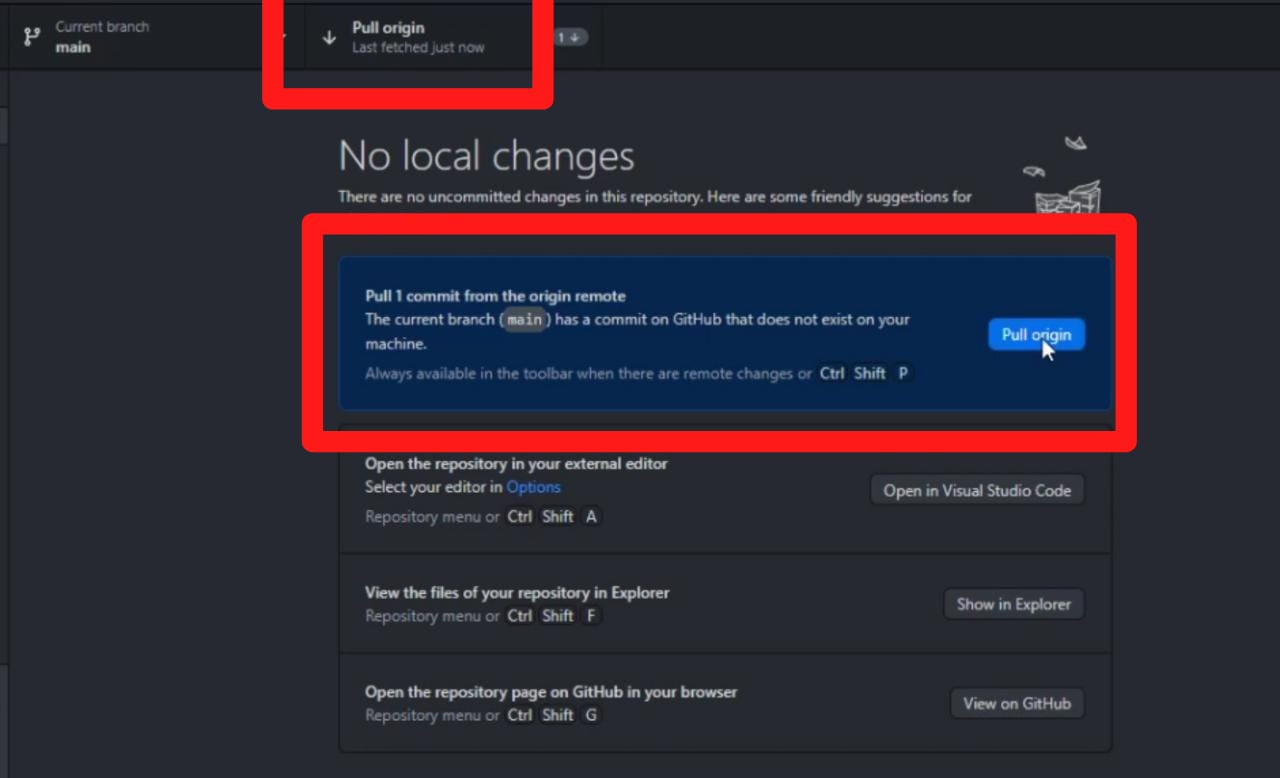 Current branch
main
Pull origin
Last fetched just now
1
No local changes
There are no uncommitted changes in this repository. Here are some friendly suggestions for
Pull 1 commit from the origin remote
The current branch (main) has a commit on GitHub that does not exist on your
machine.
Always available in the toolbar when there are remote changes or Ctrl Shift P
Pull origin
Open the repository in your external editor
Select your editor in Options
Repository menu or Ctrl Shift A
Open in Visual Studio Code
View the files of your repository in Explorer
Repository menu or Ctrl Shift F
Show in Explorer
Open the repository page on GitHub in your browser
Repository menu or Ctrl Shift G
View on GitHub